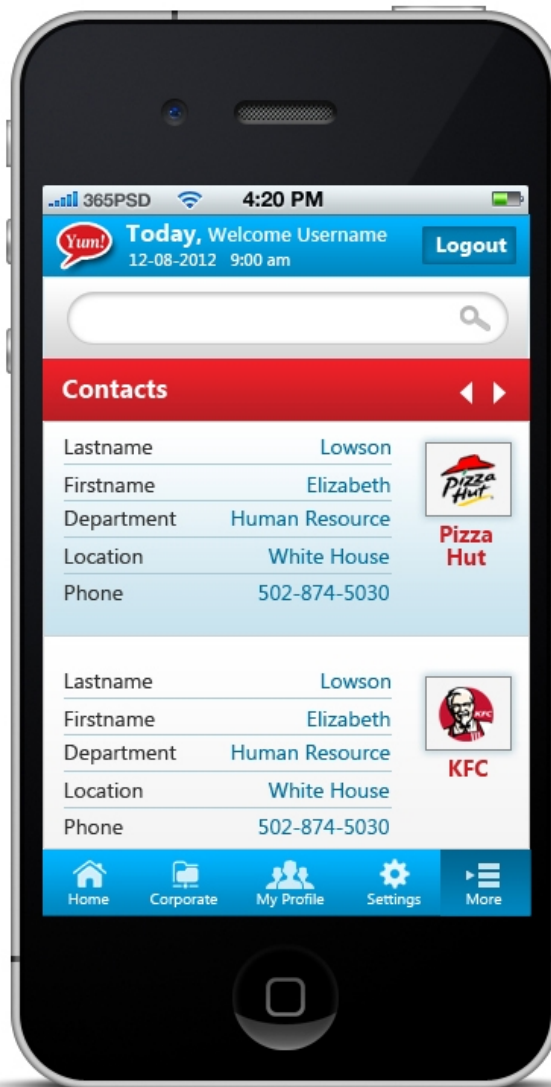 365PSD 4:20 PM
Yum! Today, Welcome Username Logout
12-08-2012 9:00 am
Contacts
Lastname Lowson
Firstname Elizabeth
Department Human Resource
Location White House
Phone 502-874-5030
Pizza Hut
Pizza
Hut
Lastname Lowson
Firstname Elizabeth
Department Human Resource
Location White House
Phone 502-874-5030
KFC
KFC
Home Corporate My Profile Settings More